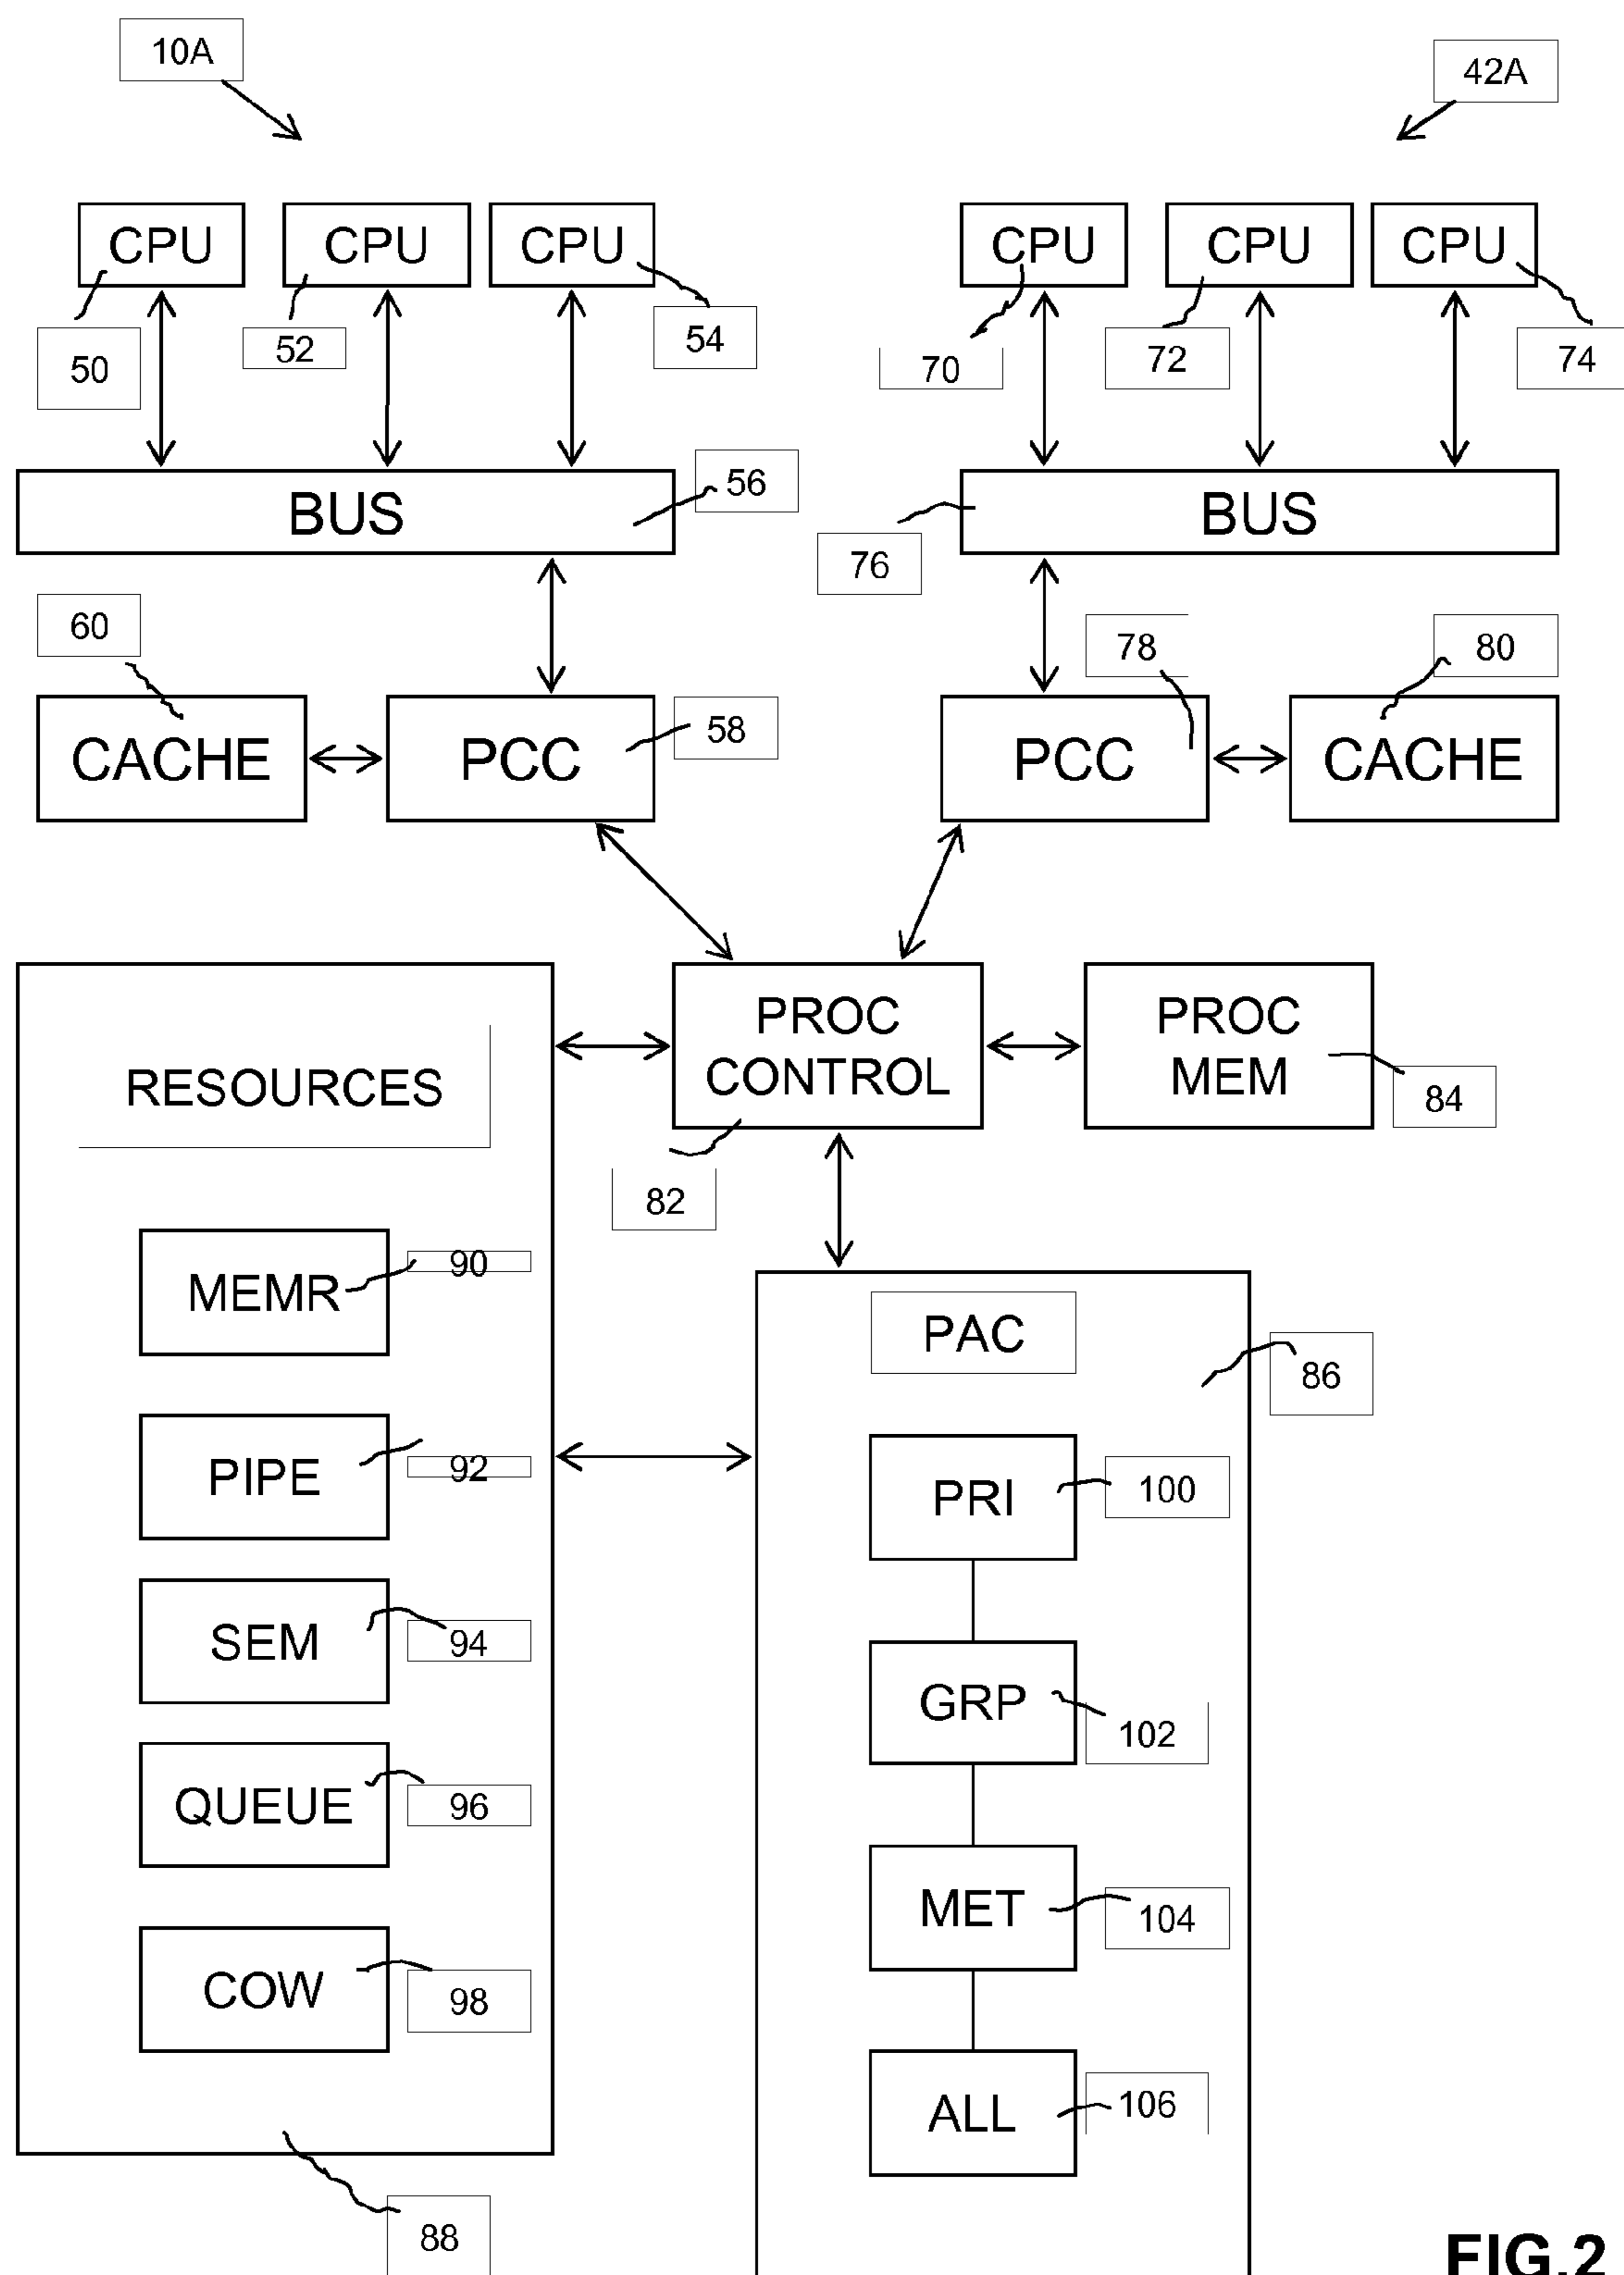 10A
42A
CPU
CPU
CPU
CPU
CPU
CPU
50
52
54
70
72
74
BUS
56
BUS
76
60
78
80
CACHE
PCC
58
PCC
CACHE
RESOURCES
PROC
CONTROL
PROC
MEM
84
82
MEMR
90
PAC
86
PIPE
92
PRI
100
SEM
94
GRP
102
QUEUE
96
MET
104
COW
98
ALL
106
88
FIG.2